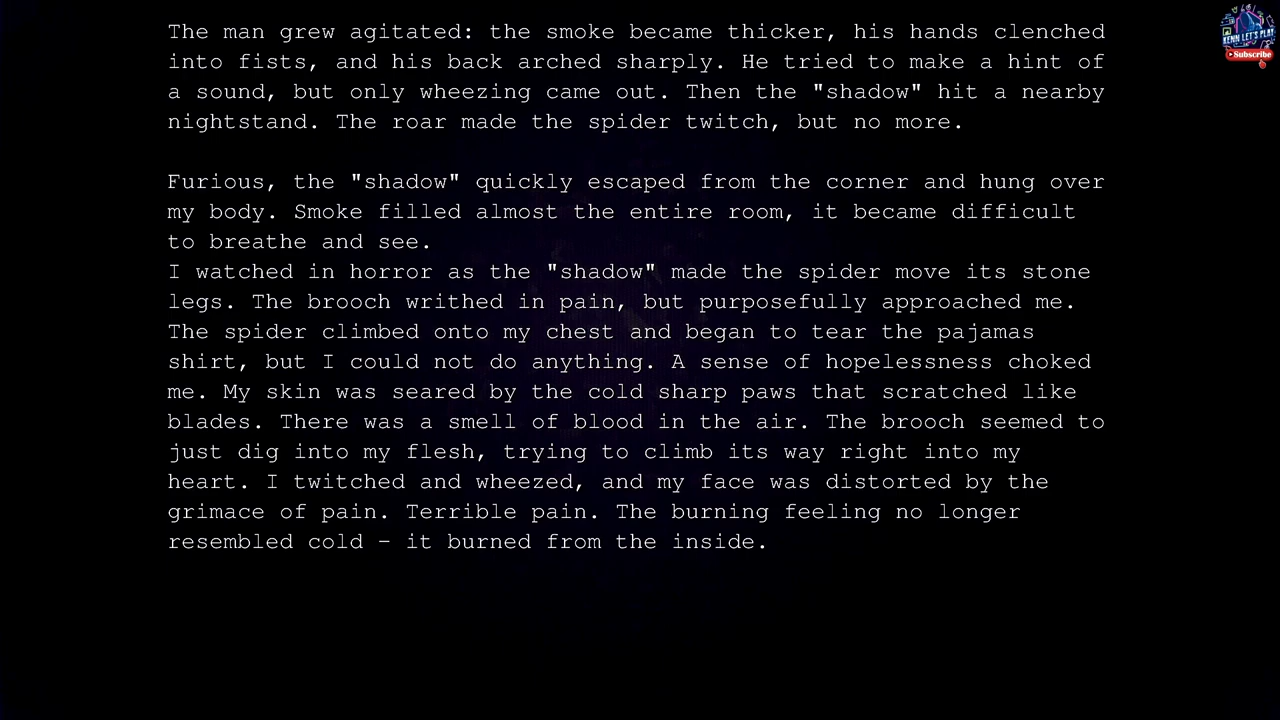 The man grew agitated: the smoke became thicker, his hands clenched
into fists, and his back arched sharply. He tried to make a hint of
a sound, but only wheezing came out. Then the "shadow" hit a nearby
nightstand. The roar made the spider twitch, but no more.
Furious, the "shadow" quickly escaped from the corner and hung over
my body. Smoke filled almost the entire room, it became difficult
to breathe and see.
I watched in horror as the "shadow" made the spider move its stone
legs. The brooch writhed in pain, but purposefully approached me.
The spider climbed onto my chest and began to tear the pajamas
shirt, but I could not do anything. A sense of hopelessness choked
me. My skin was seared by the cold sharp paws that scratched like
blades. There was a smell of blood in the air. The brooch seemed to
just dig into my flesh, trying to climb its way right into my
heart. I twitched and wheezed, and my face was distorted by the
grimace of pain. Terrible pain. The burning feeling no longer
resembled cold – it burned from the inside.
KENN LET'S PLAY
Subscribe